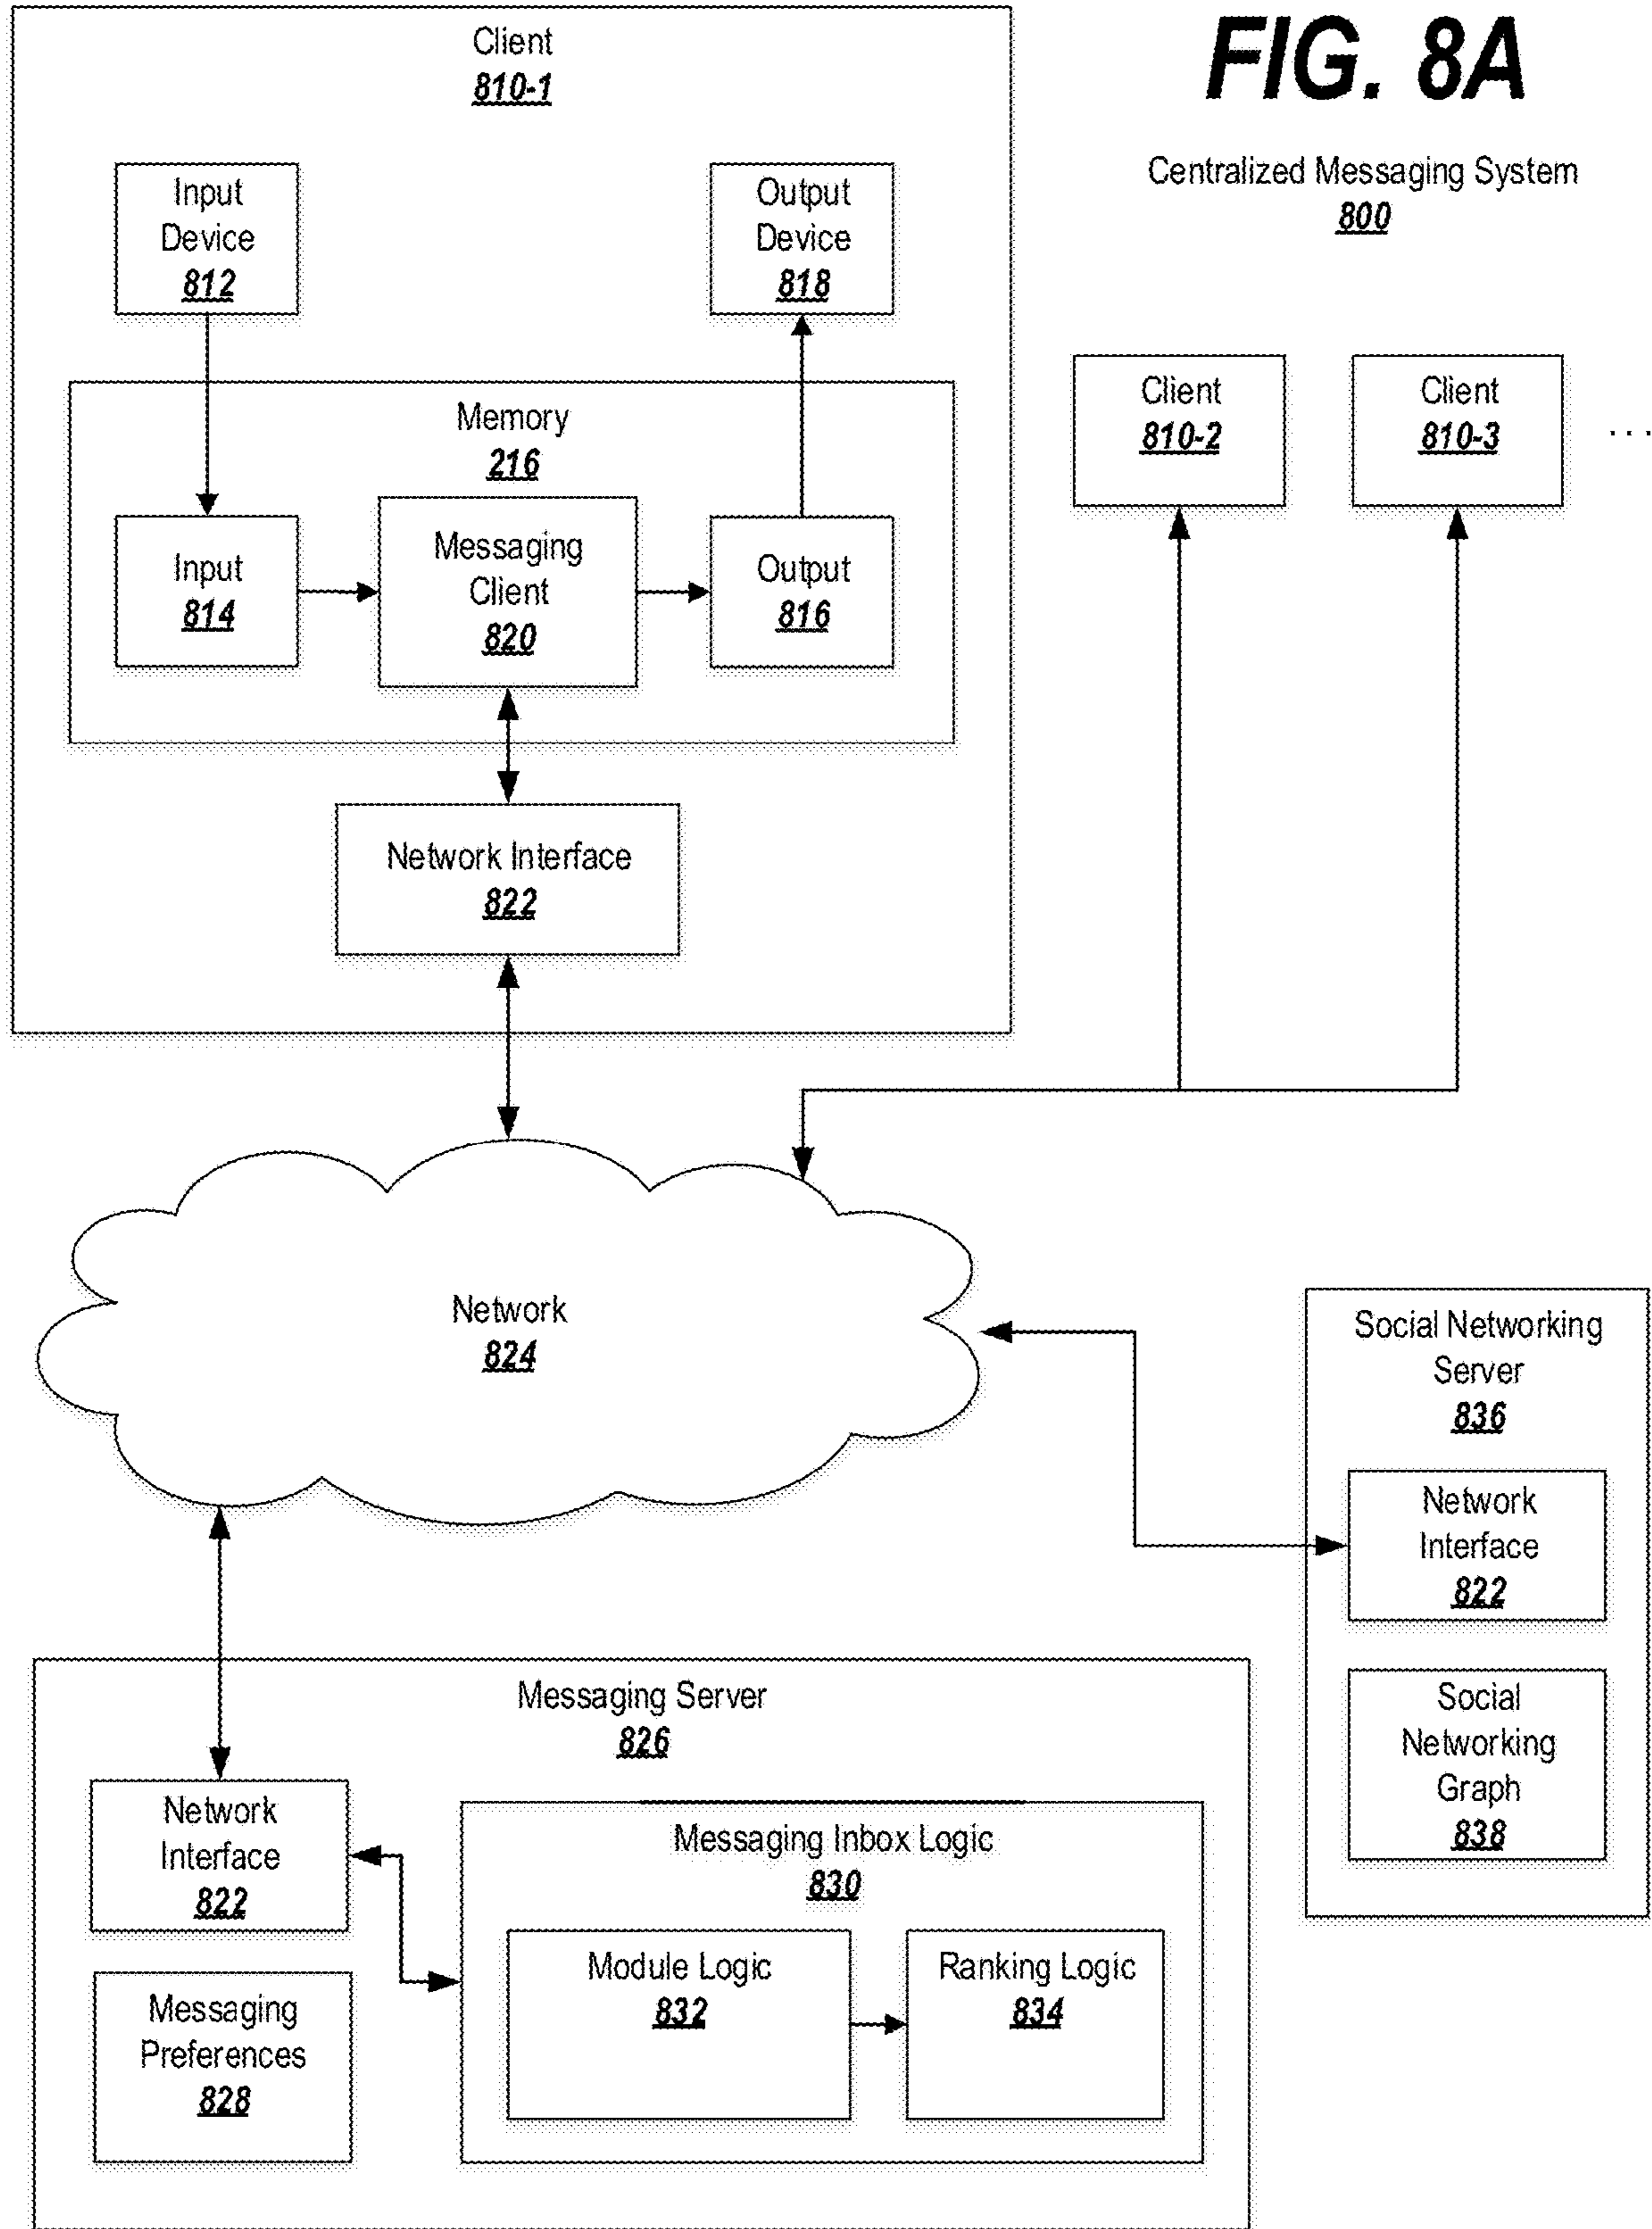 FIG. 8A
Centralized Messaging System
800
Client
810-1
Input
Device
812
Output
Device
818
Memory
216
Input
814
Messaging
Client
820
Output
816
Network Interface
822
Client
810-2
Client
810-3
...
Network
824
Social Networking
Server
836
Network
Interface
822
Social
Networking
Graph
838
Messaging Server
826
Network
Interface
822
Messaging
Preferences
828
Messaging Inbox Logic
830
Module Logic
832
Ranking Logic
834